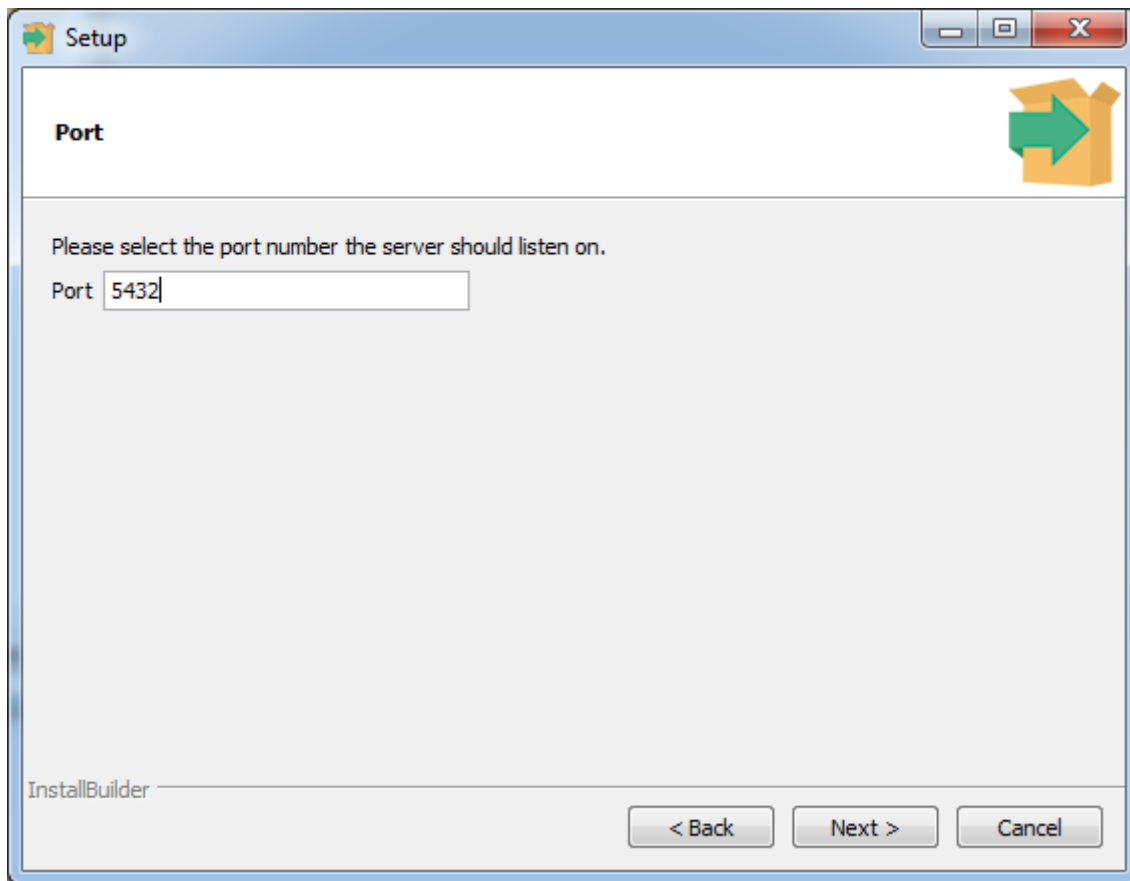 Setup
Port
Please select the port number the server should listen on.
Port 5432
InstallBuilder
< Back Next > Cancel